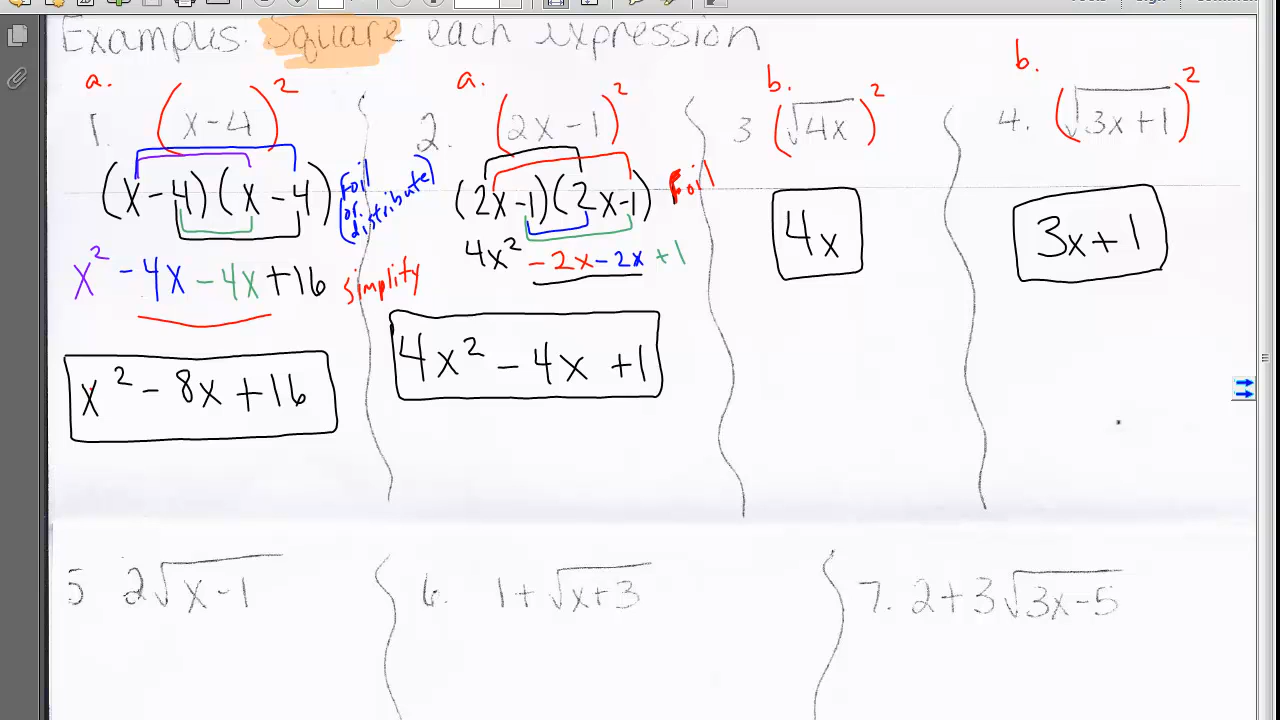 Examples. Square each expression
a. a. b. b.
1. (x-4)² 2. (2x-1)² 3 (√4x)² 4. (√3x+1)²
(x-4)(x-4) Foil (or distribute) (2x-1)(2x-1) Foil 4x 3x+1
x² -4x -4x +16 simplify 4x² -2x -2x +1
x² - 8x + 16 4x² - 4x + 1
5 2√x-1 6. 1+√x+3 7. 2+3√3x-5